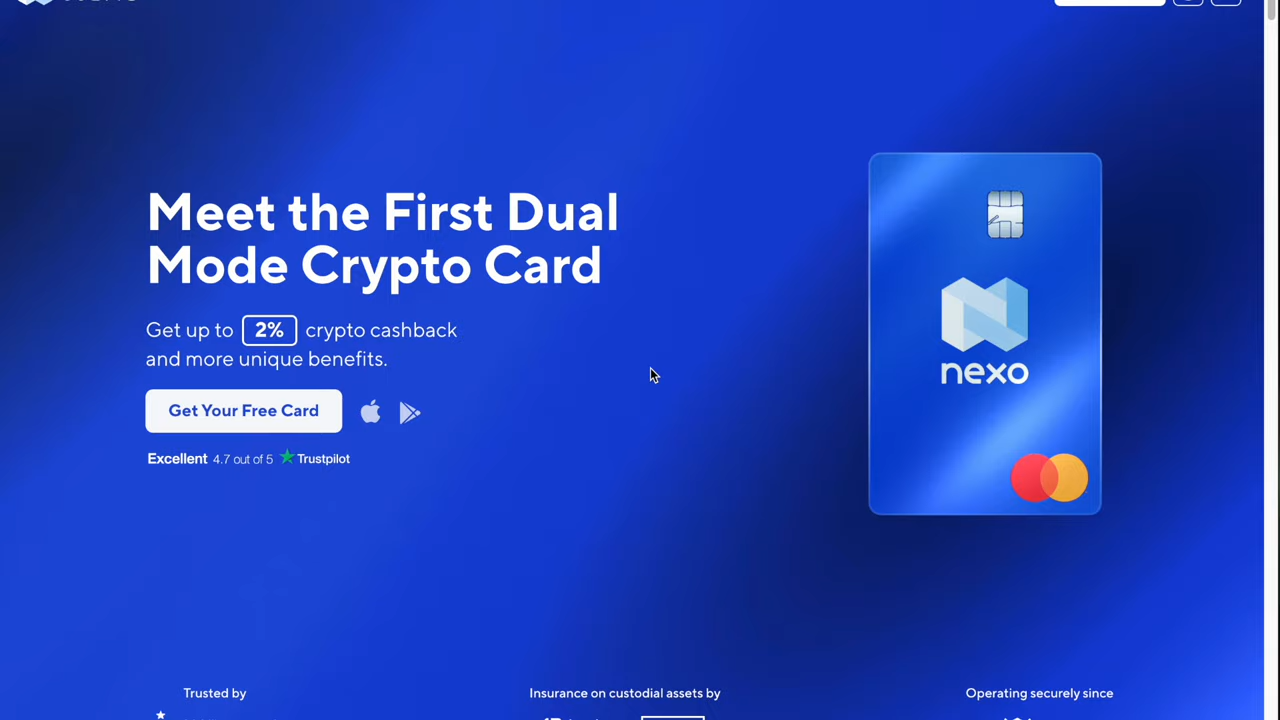 Meet the First Dual
Mode Crypto Card
Get up to 2% crypto cashback
and more unique benefits.
Get Your Free Card
Excellent 4.7 out of 5 Trustpilot
nexo
Trusted by
Insurance on custodial assets by
Operating securely since